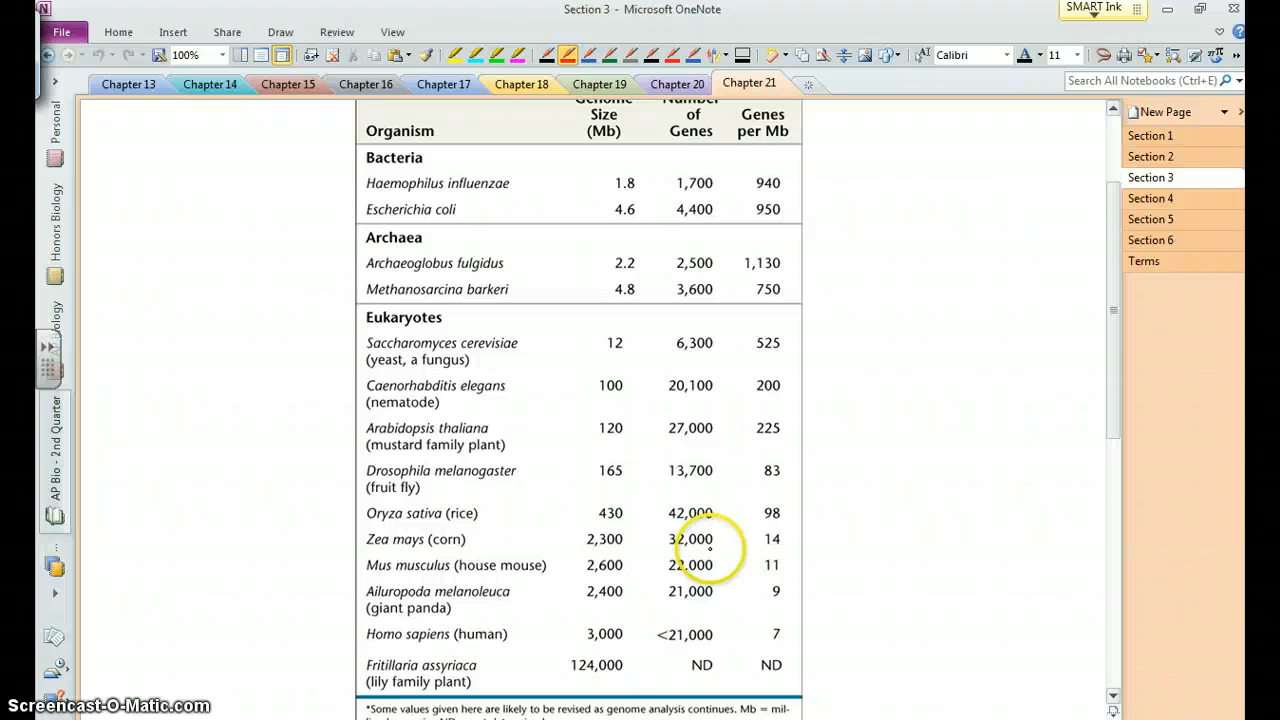 Section 3 - Microsoft OneNote
SMART Ink
File Home Insert Share Draw Review View
100% Calibri 11
Chapter 13 Chapter 14 Chapter 15 Chapter 16 Chapter 17 Chapter 18 Chapter 19 Chapter 20 Chapter 21
Search All Notebooks (Ctrl+E)
Personal
Honors Biology
AP Bio - 2nd Quarter
New Page
Section 1
Section 2
Section 3
Section 4
Section 5
Section 6
Terms
Genome Number
Size of Genes
Organism (Mb) Genes per Mb
Bacteria
Haemophilus influenzae 1.8 1,700 940
Escherichia coli 4.6 4,400 950
Archaea
Archaeoglobus fulgidus 2.2 2,500 1,130
Methanosarcina barkeri 4.8 3,600 750
Eukaryotes
Saccharomyces cerevisiae 12 6,300 525
(yeast, a fungus)
Caenorhabditis elegans 100 20,100 200
(nematode)
Arabidopsis thaliana 120 27,000 225
(mustard family plant)
Drosophila melanogaster 165 13,700 83
(fruit fly)
Oryza sativa (rice) 430 42,000 98
Zea mays (corn) 2,300 32,000 14
Mus musculus (house mouse) 2,600 22,000 11
Ailuropoda melanoleuca 2,400 21,000 9
(giant panda)
Homo sapiens (human) 3,000 <21,000 7
Fritillaria assyriaca 124,000 ND ND
(lily family plant)
*Some values given here are likely to be revised as genome analysis continues. Mb = mil-
Screencast-O-Matic.com